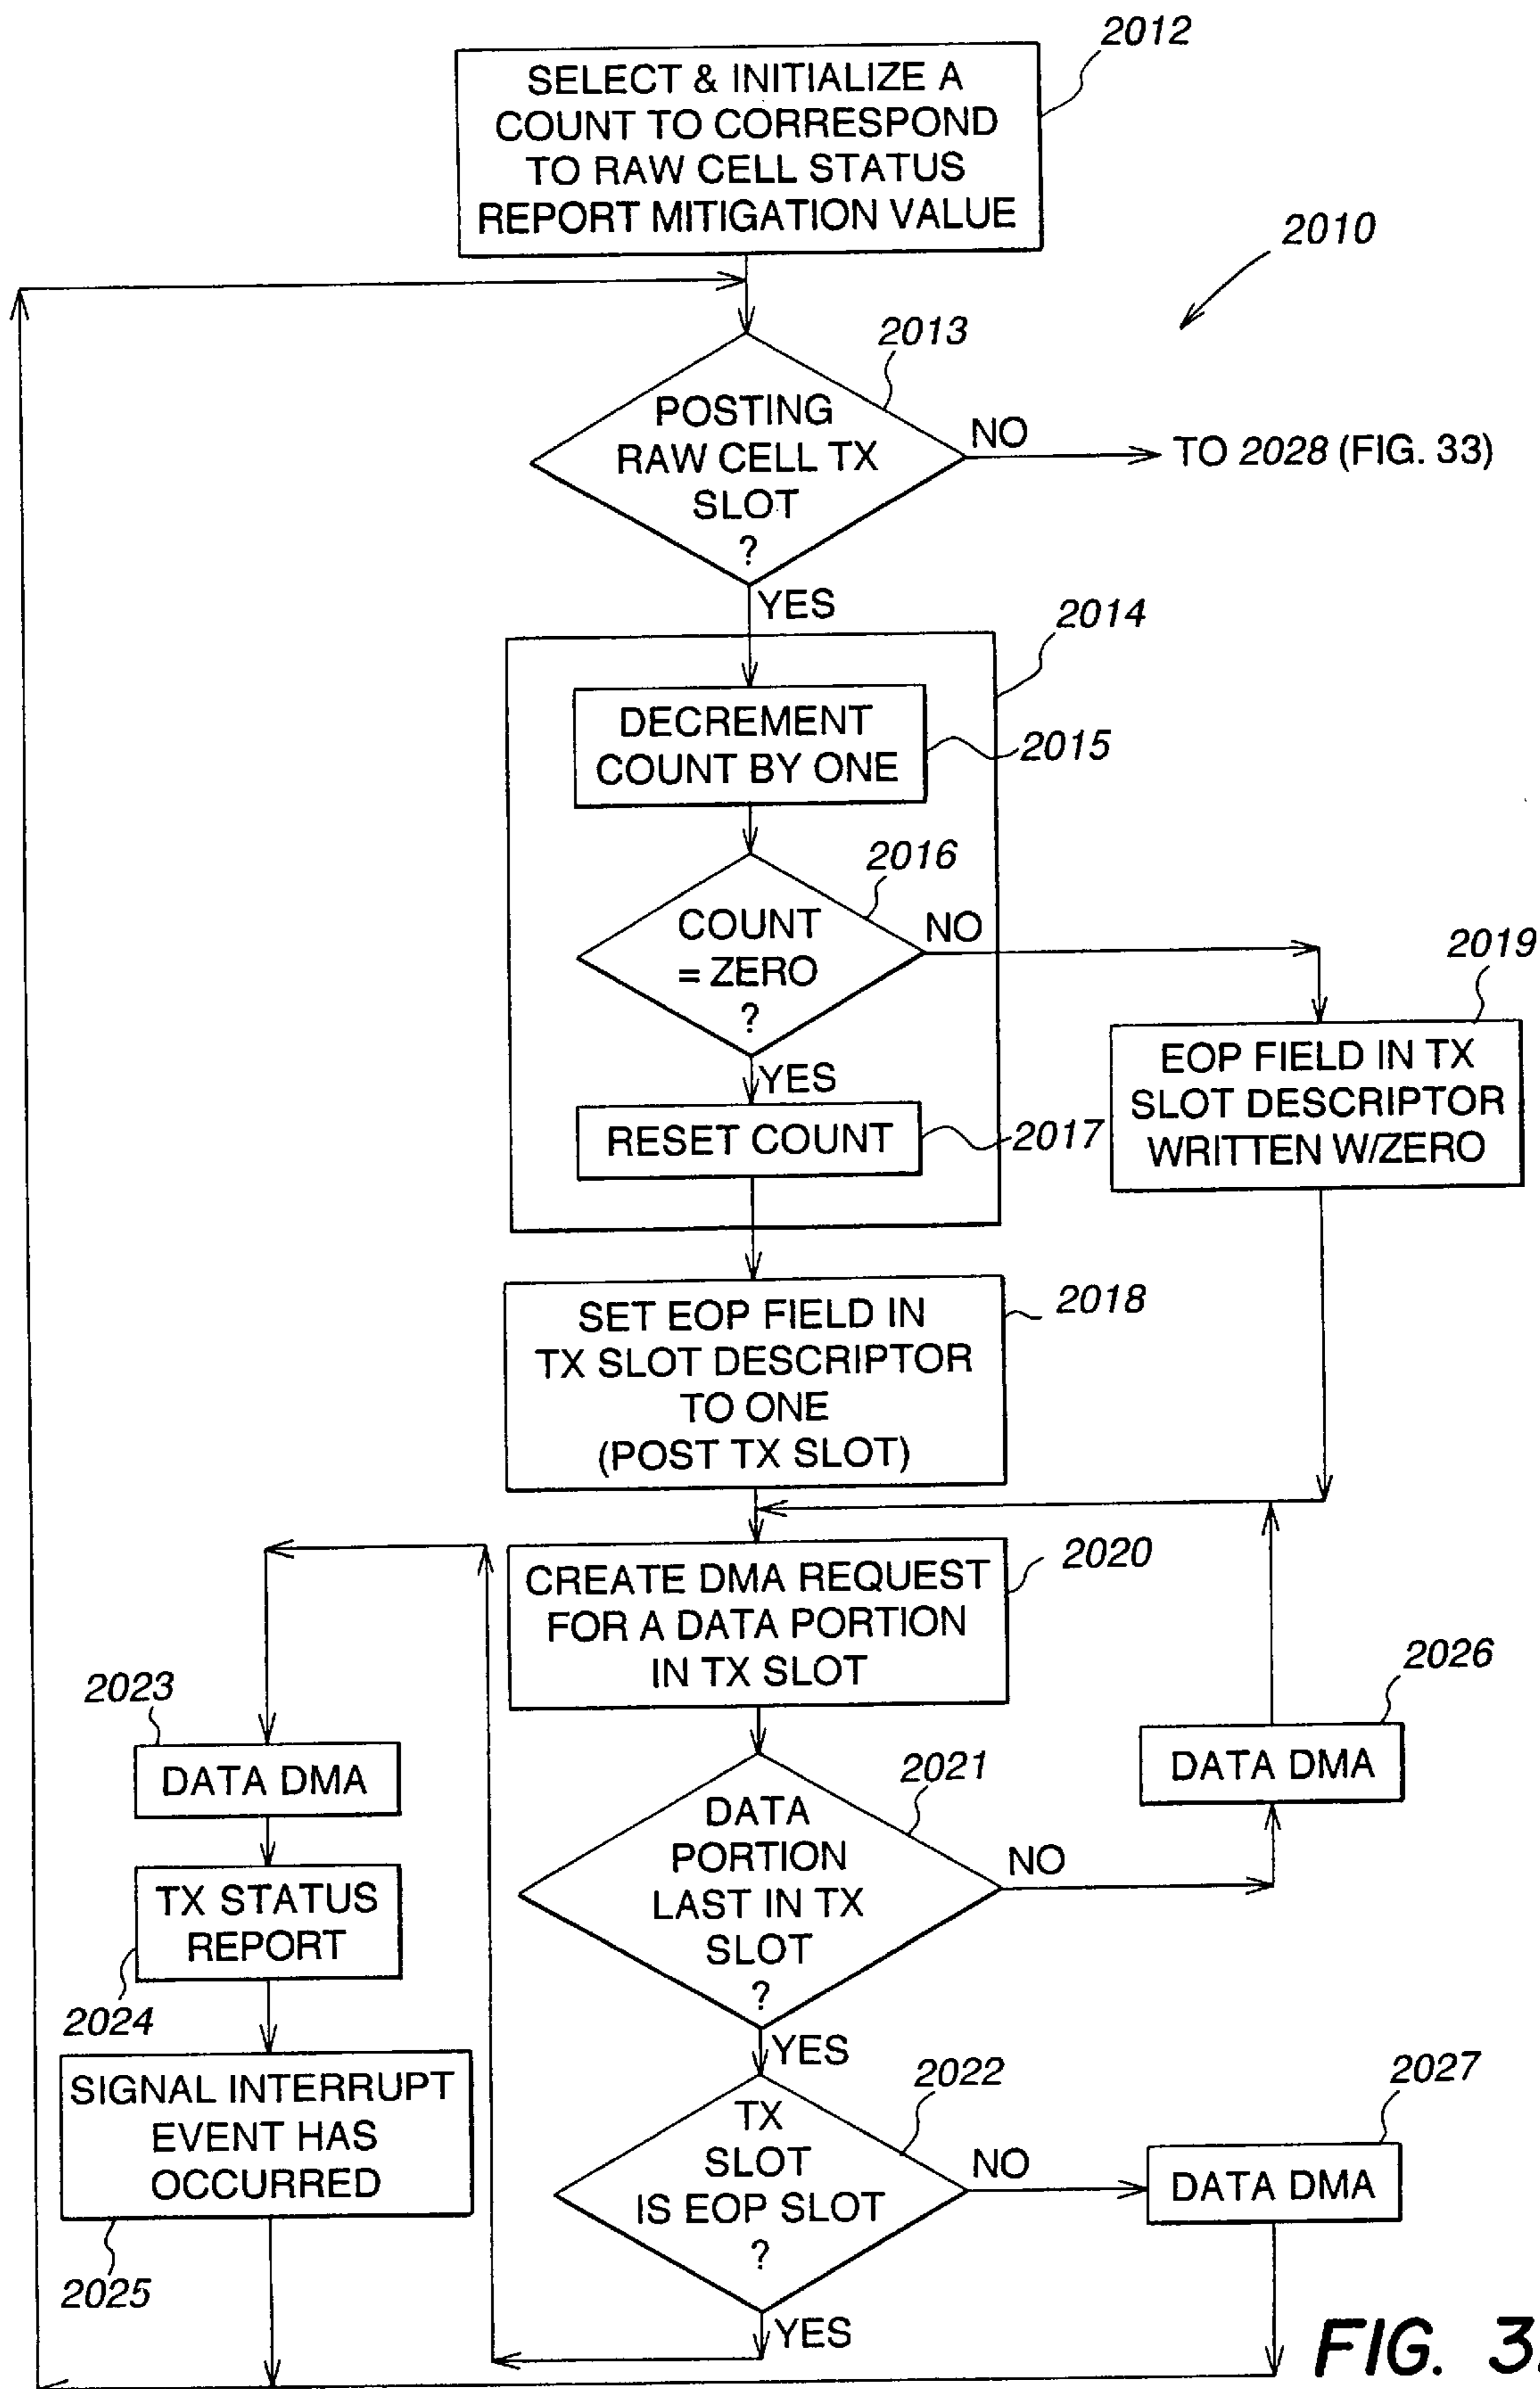 2012
SELECT & INITIALIZE A
COUNT TO CORRESPOND
TO RAW CELL STATUS
REPORT MITIGATION VALUE
2010
2013
POSTING
RAW CELL TX
SLOT
?
NO
TO 2028 (FIG. 33)
YES
2014
DECREMENT
COUNT BY ONE
2015
2016
COUNT
= ZERO
?
NO
YES
2019
EOP FIELD IN TX
SLOT DESCRIPTOR
WRITTEN W/ZERO
RESET COUNT
2017
SET EOP FIELD IN
TX SLOT DESCRIPTOR
TO ONE
(POST TX SLOT)
2018
CREATE DMA REQUEST
FOR A DATA PORTION
IN TX SLOT
2020
2023
DATA DMA
2026
DATA DMA
2021
DATA
PORTION
LAST IN TX
SLOT
?
NO
YES
TX STATUS
REPORT
2024
SIGNAL INTERRUPT
EVENT HAS
OCCURRED
2025
2022
TX
SLOT
IS EOP SLOT
?
NO
YES
2027
DATA DMA
FIG. 3